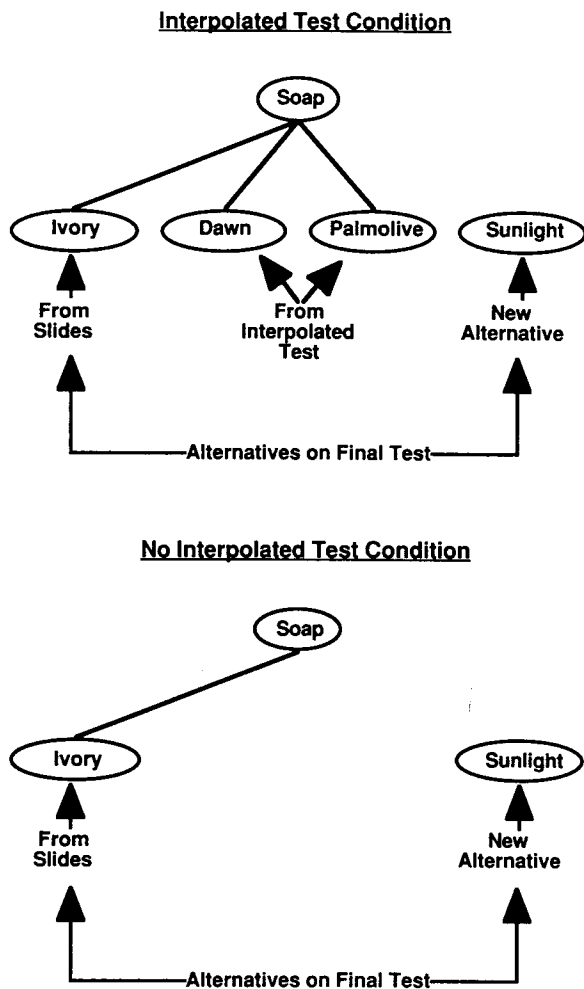 Interpolated Test Condition
Soap
Ivory Dawn Palmolive Sunlight
From
Slides
From
Interpolated
Test
New
Alternative
Alternatives on Final Test
No Interpolated Test Condition
Soap
Ivory Sunlight
From
Slides
New
Alternative
Alternatives on Final Test